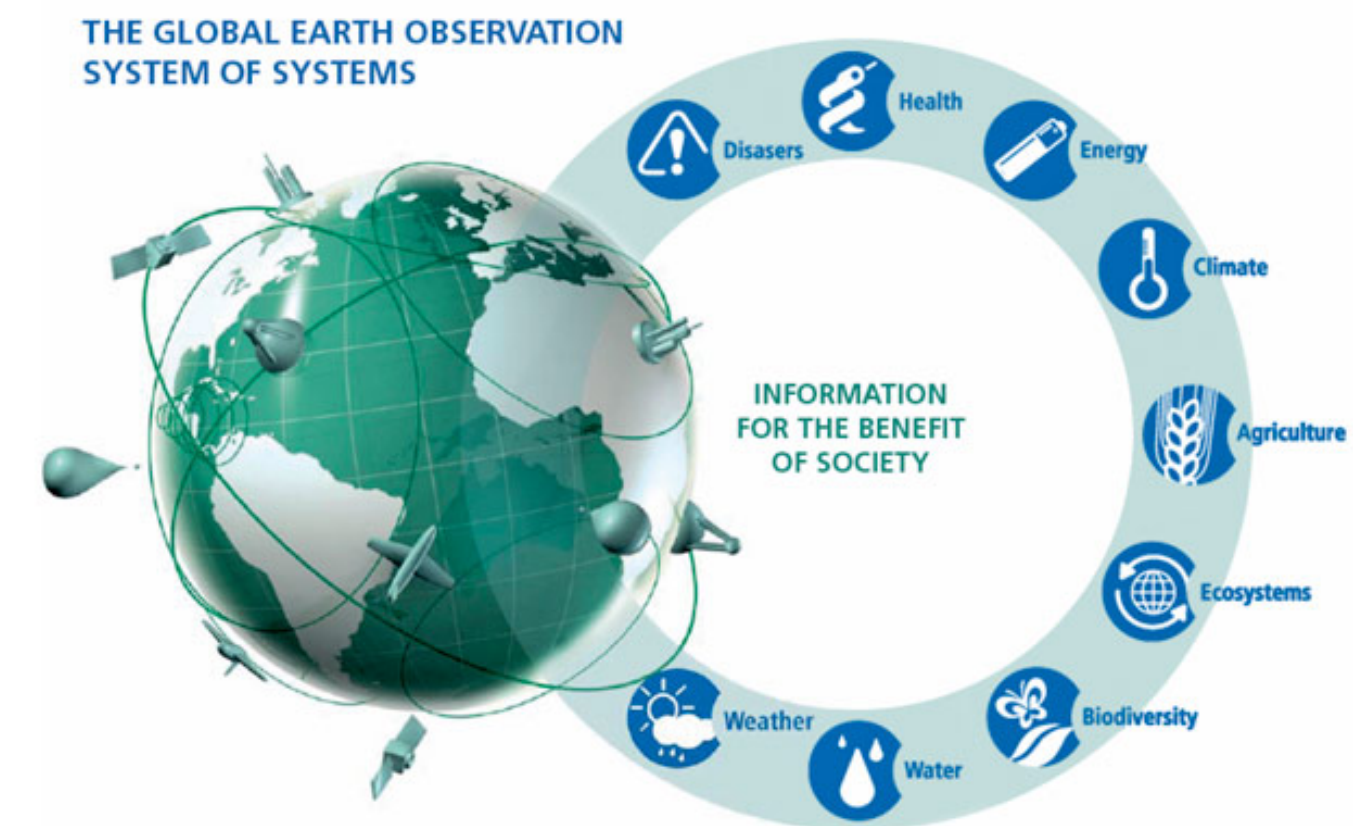 THE GLOBAL EARTH OBSERVATION
SYSTEM OF SYSTEMS
Health
Disasers
Energy
Climate
INFORMATION
FOR THE BENEFIT
OF SOCIETY
Agriculture
Ecosystems
Biodiversity
Weather
Water